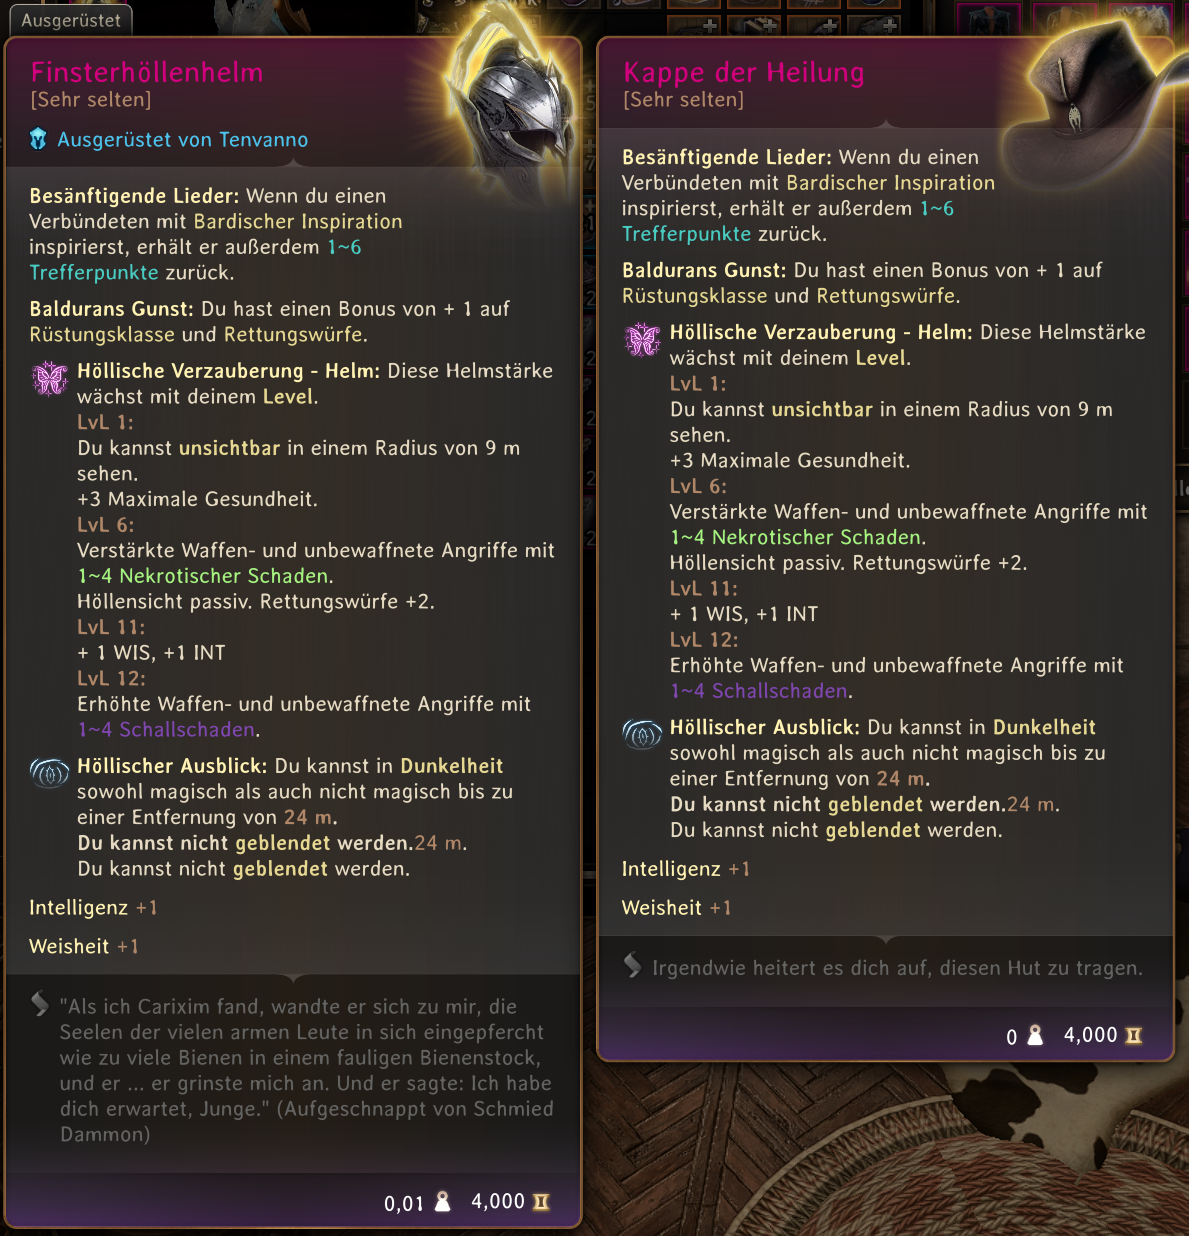 Ausgerüstet
Finsterhöllenhelm
[Sehr selten]
Ausgerüstet von Tenvanno
Besänftigende Lieder: Wenn du einen
Verbündeten mit Bardischer Inspiration
inspirierst, erhält er außerdem 1~6
Trefferpunkte zurück.
Baldurans Gunst: Du hast einen Bonus von + 1 auf
Rüstungsklasse und Rettungswürfe.
Höllische Verzauberung - Helm: Diese Helmstärke
wächst mit deinem Level.
LvL 1:
Du kannst unsichtbar in einem Radius von 9 m
sehen.
+3 Maximale Gesundheit.
LvL 6:
Verstärkte Waffen- und unbewaffnete Angriffe mit
1~4 Nekrotischer Schaden.
Höllensicht passiv. Rettungswürfe +2.
LvL 11:
+ 1 WIS, +1 INT
LvL 12:
Erhöhte Waffen- und unbewaffnete Angriffe mit
1~4 Schallschaden.
Höllischer Ausblick: Du kannst in Dunkelheit
sowohl magisch als auch nicht magisch bis zu
einer Entfernung von 24 m.
Du kannst nicht geblendet werden.24 m.
Du kannst nicht geblendet werden.
Intelligenz +1
Weisheit +1
"Als ich Carixim fand, wandte er sich zu mir, die
Seelen der vielen armen Leute in sich eingepfercht
wie zu viele Bienen in einem fauligen Bienenstock,
und er ... er grinste mich an. Und er sagte: Ich habe
dich erwartet, Junge." (Aufgeschnappt von Schmied
Dammon)
0,01 4,000
Kappe der Heilung
[Sehr selten]
Besänftigende Lieder: Wenn du einen
Verbündeten mit Bardischer Inspiration
inspirierst, erhält er außerdem 1~6
Trefferpunkte zurück.
Baldurans Gunst: Du hast einen Bonus von + 1 auf
Rüstungsklasse und Rettungswürfe.
Höllische Verzauberung - Helm: Diese Helmstärke
wächst mit deinem Level.
LvL 1:
Du kannst unsichtbar in einem Radius von 9 m
sehen.
+3 Maximale Gesundheit.
LvL 6:
Verstärkte Waffen- und unbewaffnete Angriffe mit
1~4 Nekrotischer Schaden.
Höllensicht passiv. Rettungswürfe +2.
LvL 11:
+ 1 WIS, +1 INT
LvL 12:
Erhöhte Waffen- und unbewaffnete Angriffe mit
1~4 Schallschaden.
Höllischer Ausblick: Du kannst in Dunkelheit
sowohl magisch als auch nicht magisch bis zu
einer Entfernung von 24 m.
Du kannst nicht geblendet werden.24 m.
Du kannst nicht geblendet werden.
Intelligenz +1
Weisheit +1
Irgendwie heitert es dich auf, diesen Hut zu tragen.
0 4,000